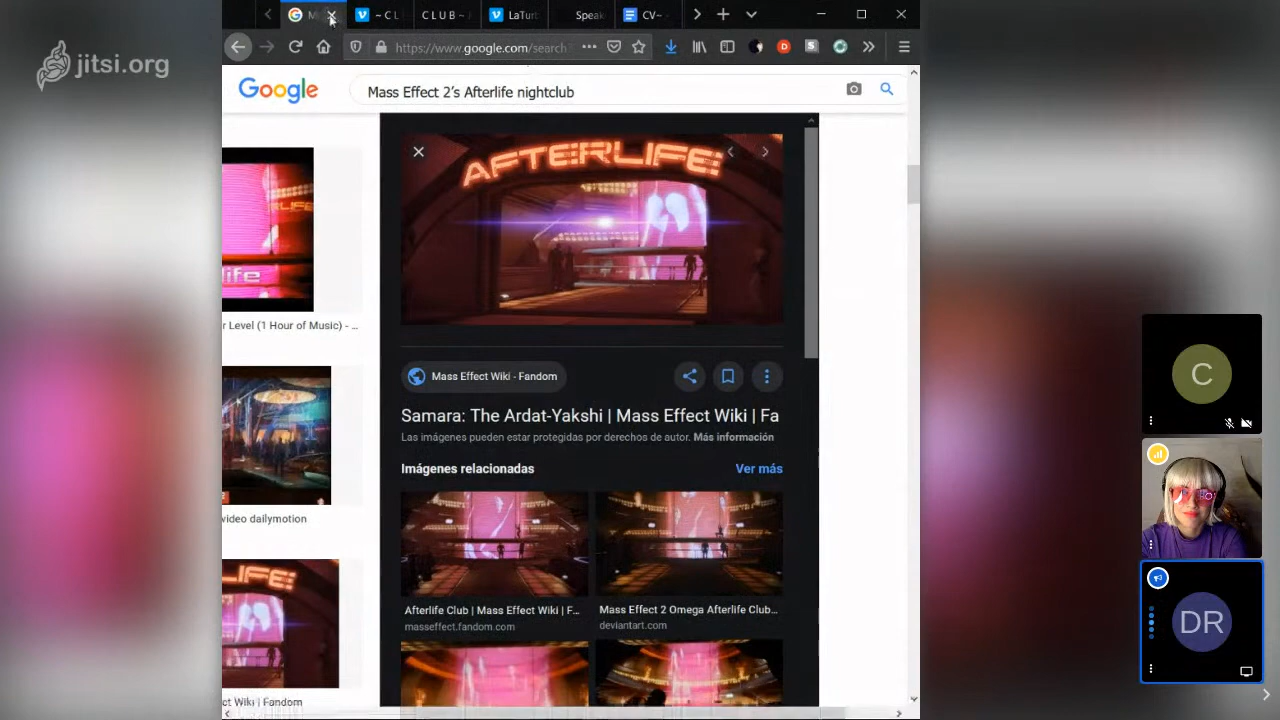 jitsi.org
~ C L
C L U B ~
LaTurt
Speak
CV~
https://www.google.com/search?
Google
Mass Effect 2's Afterlife nightclub
AFTERLIFE
r Level (1 Hour of Music) - ...
video dailymotion
ct Wiki | Fandom
Mass Effect Wiki - Fandom
Samara: The Ardat-Yakshi | Mass Effect Wiki | Fa
Las imágenes pueden estar protegidas por derechos de autor. Más información
Imágenes relacionadas
Ver más
Afterlife Club | Mass Effect Wiki | F...
masseffect.fandom.com
Mass Effect 2 Omega Afterlife Club...
deviantart.com
C
DR